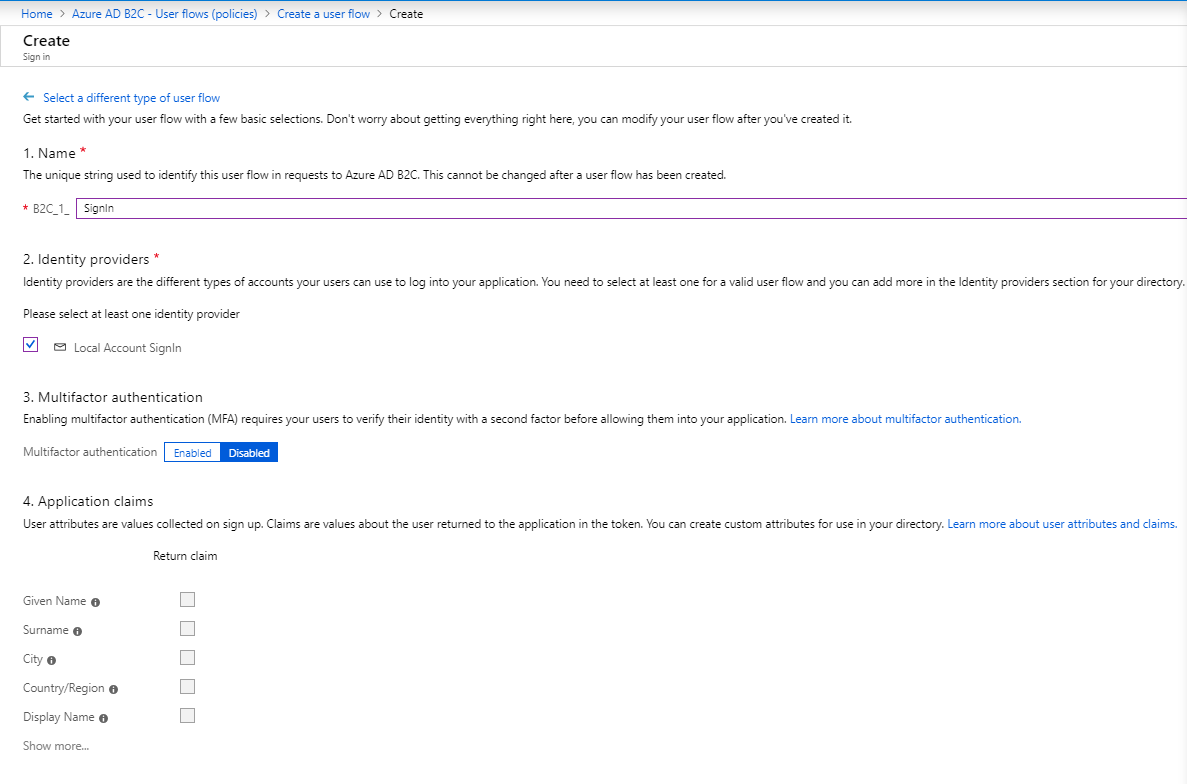 Home > Azure AD B2C - User flows (policies) > Create a user flow > Create
Create
Sign in
← Select a different type of user flow
Get started with your user flow with a few basic selections. Don't worry about getting everything right here, you can modify your user flow after you've created it.
1. Name *
The unique string used to identify this user flow in requests to Azure AD B2C. This cannot be changed after a user flow has been created.
* B2C_1_ SignIn
2. Identity providers *
Identity providers are the different types of accounts your users can use to log into your application. You need to select at least one for a valid user flow and you can add more in the Identity providers section for your directory.
Please select at least one identity provider
Local Account SignIn
3. Multifactor authentication
Enabling multifactor authentication (MFA) requires your users to verify their identity with a second factor before allowing them into your application. Learn more about multifactor authentication.
Multifactor authentication Enabled Disabled
4. Application claims
User attributes are values collected on sign up. Claims are values about the user returned to the application in the token. You can create custom attributes for use in your directory. Learn more about user attributes and claims.
Return claim
Given Name
Surname
City
Country/Region
Display Name
Show more...